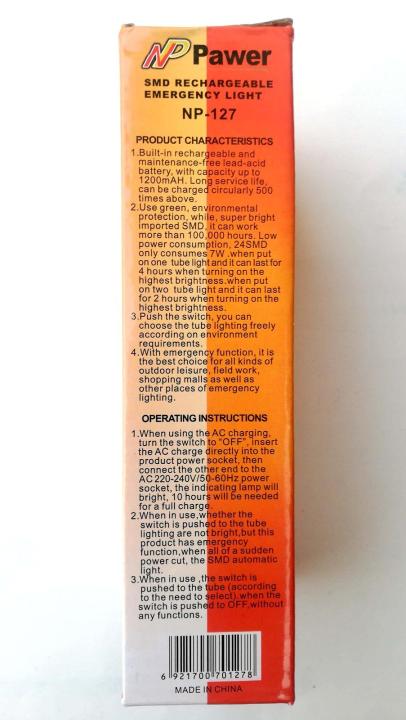 NP Pawer
SMD RECHARGEABLE
EMERGENCY LIGHT
NP-127
PRODUCT CHARACTERISTICS
1.Built-in rechargeable and
maintenance-free lead-acid
battery, with capacity up to
1200mAH. Long service life,
can be charged circularly 500
times above.
2.Use green, environmental
protection, while, super bright
imported SMD, it can work
more than 100,000 hours. Low
power consumption, 24SMD
only consumes 7W .when put
on one tube light and it can last for
4 hours when turning on the
highest brightness.when put
on two tube light and it can last
for 2 hours when turning on the
highest brightness.
3.Push the switch, you can
choose the tube lighting freely
according on environment
requirements.
4.With emergency function, it is
the best choice for all kinds of
outdoor leisure, field work,
shopping malls as well as
other places of emergency
lighting.
OPERATING INSTRUCTIONS
1.When using the AC charging,
turn the switch to "OFF", insert
the AC charge directly into the
product power socket, then
connect the other end to the
AC 220-240V/50-60Hz power
socket, the indicating lamp will
bright, 10 hours will be needed
for a full charge.
2.When in use,whether the
switch is pushed to the tube
lighting are not bright,but this
product has emergency
function,when all of a sudden
power cut, the SMD automatic
light.
3.When in use ,the switch is
pushed to the tube (according
to the need to select).when the
switch is pushed to OFF,without
any functions.
6 921700 701278
MADE IN CHINA